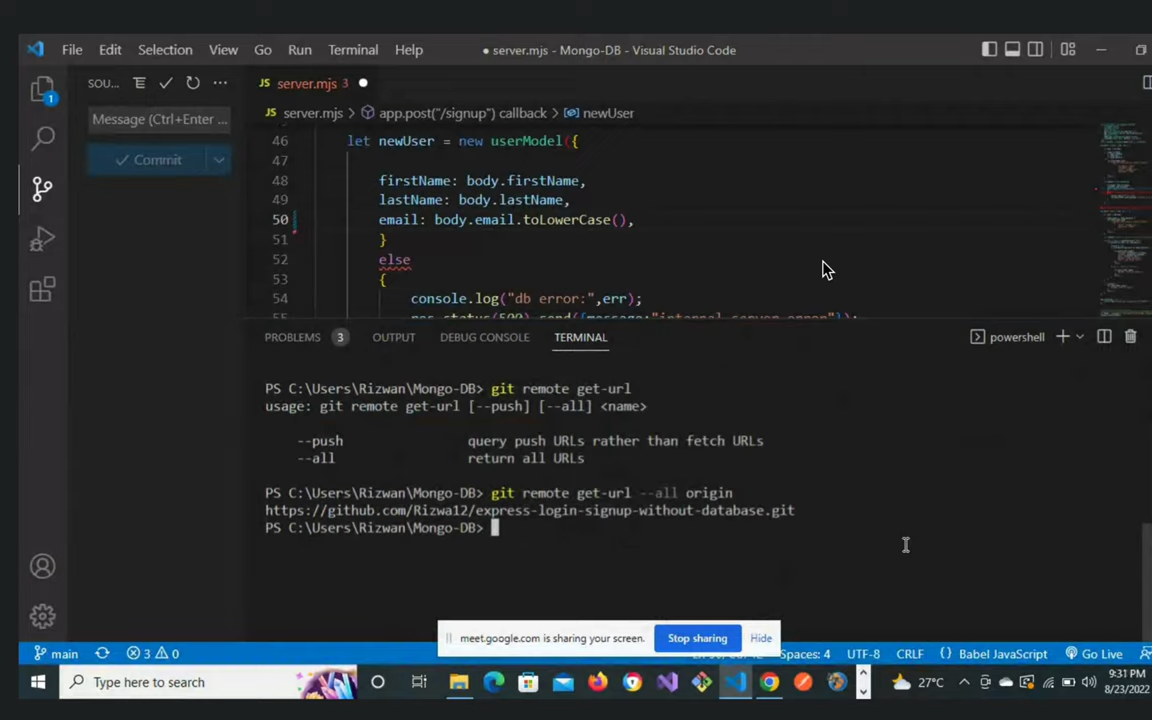 File Edit Selection View Go Run Terminal Help ● server.mjs - Mongo-DB - Visual Studio Code
SOU... ...
JS server.mjs 3
Message (Ctrl+Enter ...
Commit
1
JS server.mjs > app.post("/signup") callback > newUser
46 let newUser = new userModel({
47
48 firstName: body.firstName,
49 lastName: body.lastName,
50 email: body.email.toLowerCase(),
51 }
52 else
53 {
54 console.log("db error:",err);
55 res.status(500).send({message:"internal server error"});
PROBLEMS 3 OUTPUT DEBUG CONSOLE TERMINAL
powershell
PS C:\Users\Rizwan\Mongo-DB> git remote get-url
usage: git remote get-url [--push] [--all] <name>
--push query push URLs rather than fetch URLs
--all return all URLs
PS C:\Users\Rizwan\Mongo-DB> git remote get-url --all origin
https://github.com/Rizwa12/express-login-signup-without-database.git
PS C:\Users\Rizwan\Mongo-DB>
meet.google.com is sharing your screen. Stop sharing Hide
main 3 0 Spaces: 4 UTF-8 CRLF {} Babel JavaScript Go Live
Type here to search
27°C
9:31 PM
8/23/2022